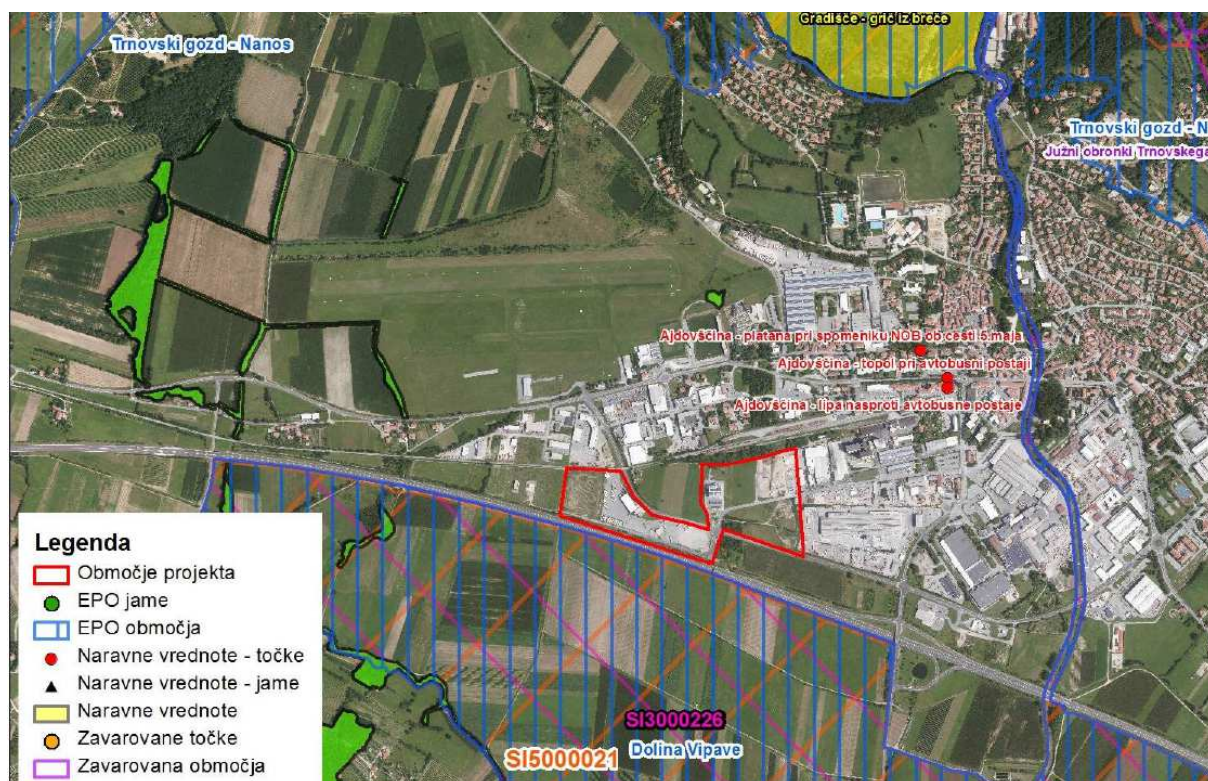 Gradišče - grič iz breče
Trnovski gozd - Nanos
Trnovski gozd - N
Južni obronki Trnovskega
Ajdovščina - platana pri spomeniku NOB ob cesti 5.maja
Ajdovščina - topol pri avtobusni postaji
Ajdovščina - lipa nasproti avtobusne postaje
Legenda
Območje projekta
EPO jame
EPO območja
Naravne vrednote - točke
Naravne vrednote - jame
Naravne vrednote
Zavarovane točke
Zavarovana območja
SI3000226
Dolina Vipave
SI5000021